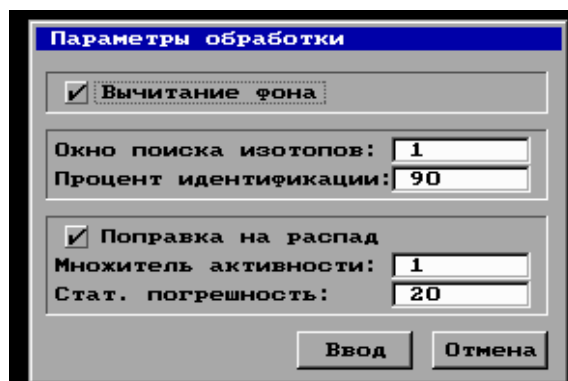 Параметры обработки
Вычитание фона
Окно поиска изотопов: 1
Процент идентификации: 90
Поправка на распад
Множитель активности: 1
Стат. погрешность: 20
Ввод Отмена